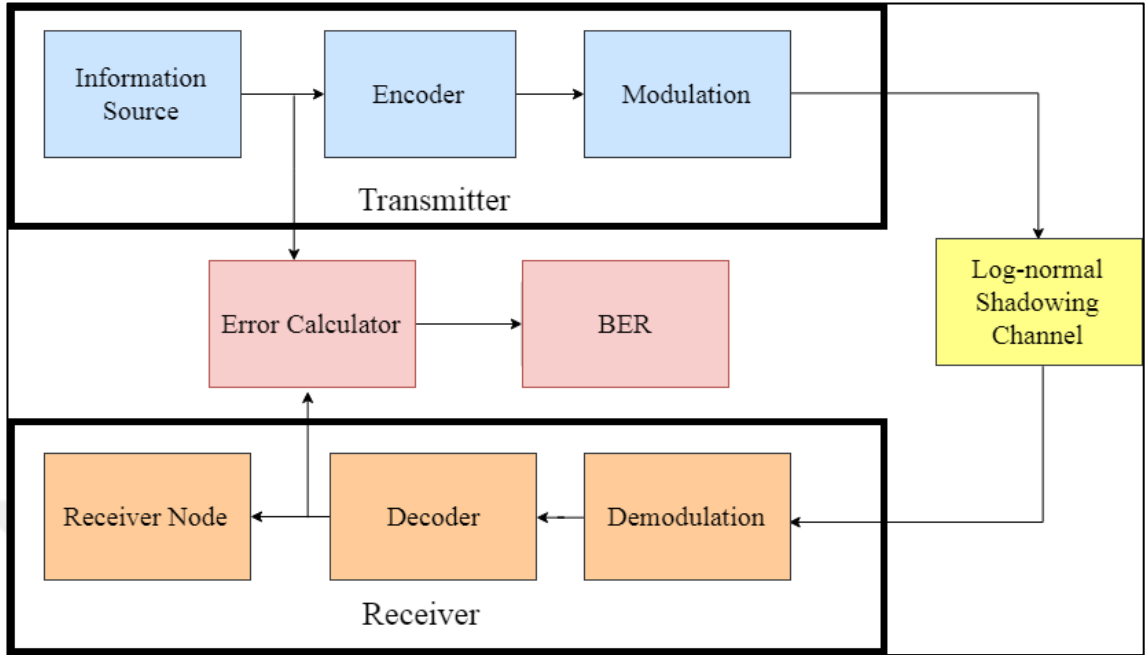 Information
Source
Encoder
Modulation
Transmitter
Log-normal
Shadowing
Channel
Error Calculator
BER
Receiver Node
Decoder
Demodulation
Receiver